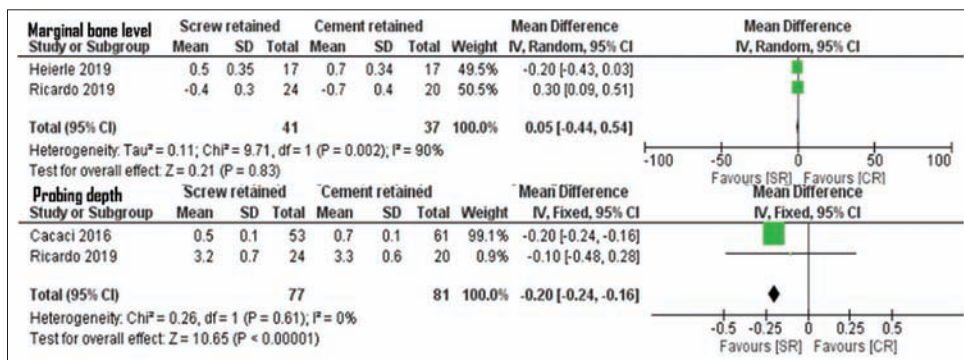 Marginal bone level Screw retained Cement retained Mean Difference Mean Difference
Study or Subgroup Mean SD Total Mean SD Total Weight IV, Random, 95% CI IV, Random, 95% CI
Heierle 2019 0.5 0.35 17 0.7 0.34 17 49.5% -0.20 [-0.43, 0.03]
Ricardo 2019 -0.4 0.3 24 -0.7 0.4 20 50.5% 0.30 [0.09, 0.51]
Total (95% CI) 41 37 100.0% 0.05 [-0.44, 0.54]
Heterogeneity: Tau² = 0.11; Chi² = 9.71, df = 1 (P = 0.002); I² = 90%
Test for overall effect: Z = 0.21 (P = 0.83)
-100 -50 0 50 100
Favours [SR] Favours [CR]
Probing depth Screw retained Cement retained Mean Difference Mean Difference
Study or Subgroup Mean SD Total Mean SD Total Weight IV, Fixed, 95% CI IV, Fixed, 95% CI
Cacaci 2016 0.5 0.1 53 0.7 0.1 61 99.1% -0.20 [-0.24, -0.16]
Ricardo 2019 3.2 0.7 24 3.3 0.6 20 0.9% -0.10 [-0.48, 0.28]
Total (95% CI) 77 81 100.0% -0.20 [-0.24, -0.16]
Heterogeneity: Chi² = 0.26, df = 1 (P = 0.61); I² = 0%
Test for overall effect: Z = 10.65 (P < 0.00001)
-0.5 -0.25 0 0.25 0.5
Favours [SR] Favours [CR]